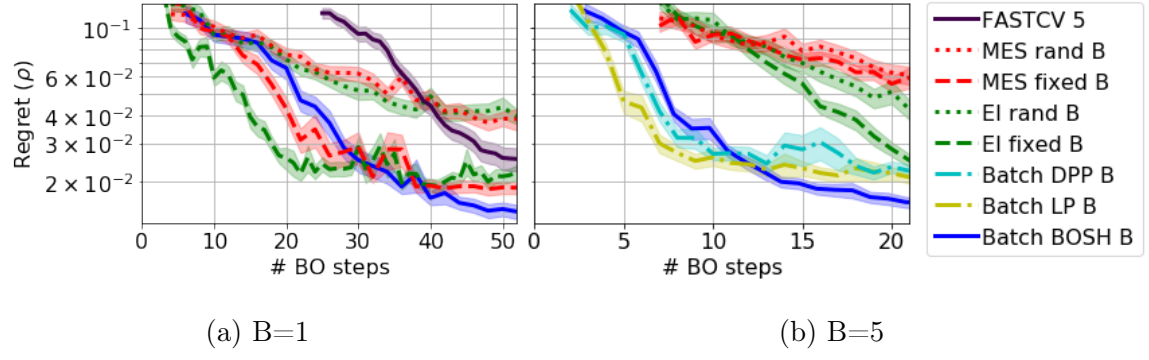 Regret (ρ)
10⁻¹
6 × 10⁻²
4 × 10⁻²
3 × 10⁻²
2 × 10⁻²
0 10 20 30 40 50
# BO steps
0 5 10 15 20
# BO steps
FASTCV 5
MES rand B
MES fixed B
EI rand B
EI fixed B
Batch DPP B
Batch LP B
Batch BOSH B
(a) B=1
(b) B=5